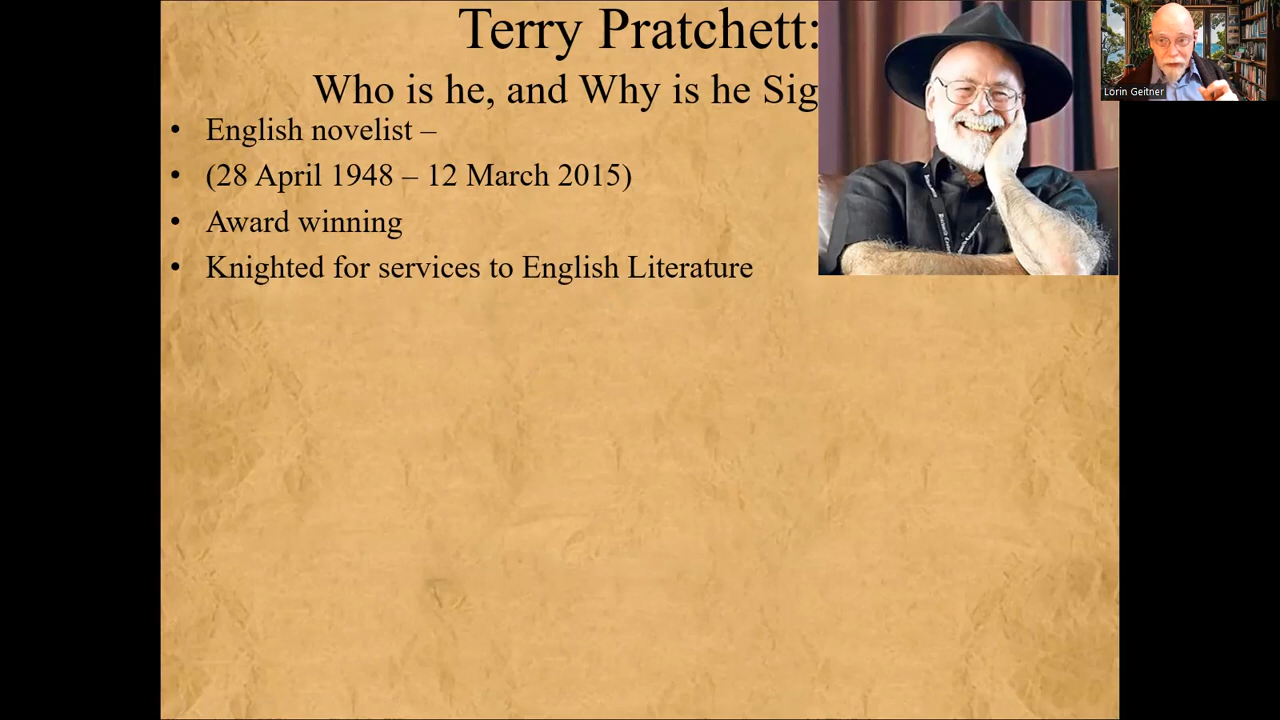 Terry Pratchett:
Who is he, and Why is he Sig
• English novelist –
• (28 April 1948 – 12 March 2015)
• Award winning
• Knighted for services to English Literature
Lorin Geitner